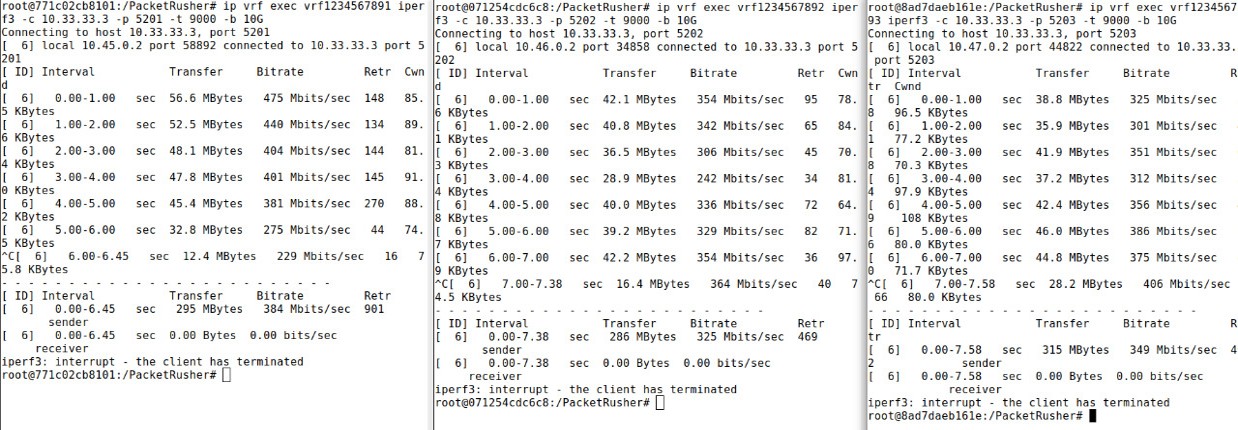 root@771c02cb8101:/PacketRusher# ip vrf exec vrf1234567891 iper
f3 -c 10.33.33.3 -p 5201 -t 9000 -b 10G
Connecting to host 10.33.33.3, port 5201
[  6] local 10.45.0.2 port 58892 connected to 10.33.33.3 port 5
201
[ ID] Interval           Transfer     Bitrate         Retr  Cwn
d
[  6]   0.00-1.00   sec  56.6 MBytes   475 Mbits/sec  148   85.
5 KBytes
[  6]   1.00-2.00   sec  52.5 MBytes   440 Mbits/sec  134   89.
6 KBytes
[  6]   2.00-3.00   sec  48.1 MBytes   404 Mbits/sec  144   81.
4 KBytes
[  6]   3.00-4.00   sec  47.8 MBytes   401 Mbits/sec  145   91.
0 KBytes
[  6]   4.00-5.00   sec  45.4 MBytes   381 Mbits/sec  270   88.
2 KBytes
[  6]   5.00-6.00   sec  32.8 MBytes   275 Mbits/sec   44   74.
5 KBytes
^C[  6]   6.00-6.45   sec  12.4 MBytes   229 Mbits/sec   16   7
5.8 KBytes
- - - - - - - - - - - - - - - - - - - - - - - - -
[ ID] Interval           Transfer     Bitrate         Retr
[  6]   0.00-6.45   sec   295 MBytes   384 Mbits/sec  901
       sender
[  6]   0.00-6.45   sec  0.00 Bytes  0.00 bits/sec
     receiver
iperf3: interrupt - the client has terminated
root@771c02cb8101:/PacketRusher#
root@071254cdc6c8:/PacketRusher# ip vrf exec vrf1234567892 iper
f3 -c 10.33.33.3 -p 5202 -t 9000 -b 10G
Connecting to host 10.33.33.3, port 5202
[  6] local 10.46.0.2 port 34858 connected to 10.33.33.3 port 5
202
[ ID] Interval           Transfer     Bitrate         Retr  Cwn
d
[  6]   0.00-1.00   sec  42.1 MBytes   354 Mbits/sec   95   78.
6 KBytes
[  6]   1.00-2.00   sec  40.8 MBytes   342 Mbits/sec   65   84.
1 KBytes
[  6]   2.00-3.00   sec  36.5 MBytes   306 Mbits/sec   45   70.
3 KBytes
[  6]   3.00-4.00   sec  28.9 MBytes   242 Mbits/sec   34   81.
4 KBytes
[  6]   4.00-5.00   sec  40.0 MBytes   336 Mbits/sec   72   64.
8 KBytes
[  6]   5.00-6.00   sec  39.2 MBytes   329 Mbits/sec   82   71.
7 KBytes
[  6]   6.00-7.00   sec  42.2 MBytes   354 Mbits/sec   36   97.
9 KBytes
^C[  6]   7.00-7.38   sec  16.4 MBytes   364 Mbits/sec   40   7
4.5 KBytes
- - - - - - - - - - - - - - - - - - - - - - - - -
[ ID] Interval           Transfer     Bitrate         Retr
[  6]   0.00-7.38   sec   286 MBytes   325 Mbits/sec  469
       sender
[  6]   0.00-7.38   sec  0.00 Bytes  0.00 bits/sec
     receiver
iperf3: interrupt - the client has terminated
root@071254cdc6c8:/PacketRusher#
root@8ad7daeb161e:/PacketRusher# ip vrf exec vrf1234567
93 iperf3 -c 10.33.33.3 -p 5203 -t 9000 -b 10G
Connecting to host 10.33.33.3, port 5203
[  6] local 10.47.0.2 port 44822 connected to 10.33.33.
 port 5203
[ ID] Interval           Transfer     Bitrate         R
tr  Cwnd
[  6]   0.00-1.00   sec  38.8 MBytes   325 Mbits/sec
8   96.5 KBytes
[  6]   1.00-2.00   sec  35.9 MBytes   301 Mbits/sec
1   77.2 KBytes
[  6]   2.00-3.00   sec  41.9 MBytes   351 Mbits/sec
8   70.3 KBytes
[  6]   3.00-4.00   sec  37.2 MBytes   312 Mbits/sec
4   97.9 KBytes
[  6]   4.00-5.00   sec  42.4 MBytes   356 Mbits/sec
9    108 KBytes
[  6]   5.00-6.00   sec  46.0 MBytes   386 Mbits/sec
6   80.0 KBytes
[  6]   6.00-7.00   sec  44.8 MBytes   375 Mbits/sec
0   71.7 KBytes
^C[  6]   7.00-7.58   sec  28.2 MBytes   406 Mbits/sec
 66   80.0 KBytes
- - - - - - - - - - - - - - - - - - - - - - - - -
[ ID] Interval           Transfer     Bitrate         R
tr
[  6]   0.00-7.58   sec   315 MBytes   349 Mbits/sec  4
2             sender
[  6]   0.00-7.58   sec  0.00 Bytes  0.00 bits/sec
            receiver
iperf3: interrupt - the client has terminated
root@8ad7daeb161e:/PacketRusher#